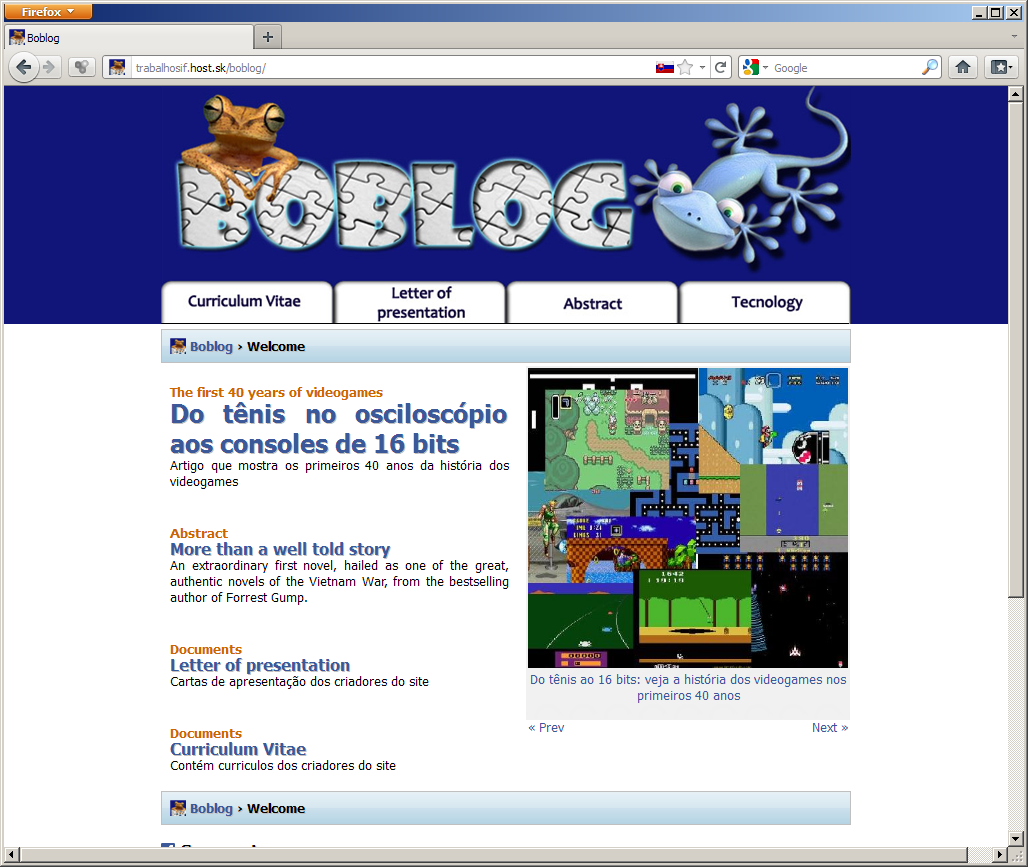 Firefox
Boblog
trabalhosif.host.sk/boblog/
Google
BOBLOG
Curriculum Vitae
Letter of
presentation
Abstract
Tecnology
Boblog › Welcome
The first 40 years of videogames
Do tênis no osciloscópio
aos consoles de 16 bits
Artigo que mostra os primeiros 40 anos da história dos
videogames
Abstract
More than a well told story
An extraordinary first novel, hailed as one of the great,
authentic novels of the Vietnam War, from the bestselling
author of Forrest Gump.
Documents
Letter of presentation
Cartas de apresentação dos criadores do site
Documents
Curriculum Vitae
Contém curriculos dos criadores do site
Do tênis ao 16 bits: veja a história dos videogames nos
primeiros 40 anos
« Prev
Next »
Boblog › Welcome